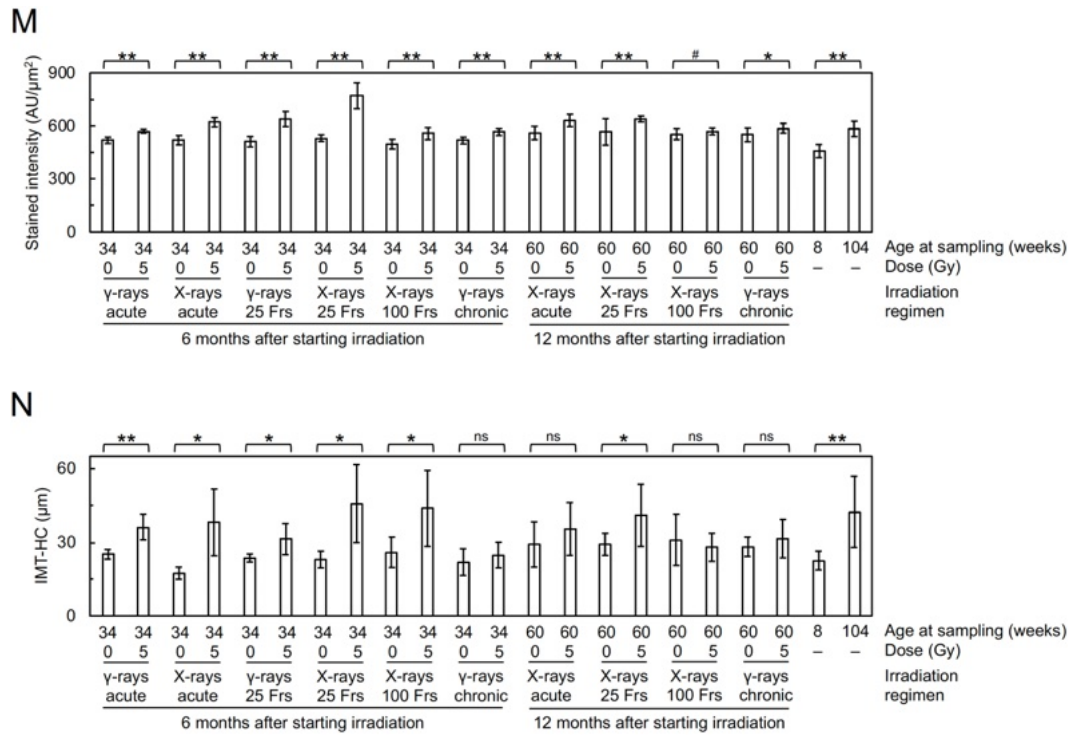 M
** ** ** ** ** ** ** ** # * **
Stained intensity (AU/μm²)
900
600
300
0
34 34 34 34 34 34 34 34 34 34 34 34 60 60 60 60 60 60 60 60 8 104 Age at sampling (weeks)
0 5 0 5 0 5 0 5 0 5 0 5 0 5 0 5 0 5 0 5 – – Dose (Gy)
γ-rays X-rays γ-rays X-rays X-rays γ-rays X-rays X-rays X-rays γ-rays Irradiation
acute acute 25 Frs 25 Frs 100 Frs chronic acute 25 Frs 100 Frs chronic regimen
6 months after starting irradiation 12 months after starting irradiation
N
** * * * * ns ns * ns ns **
IMT-HC (μm)
60
30
0
34 34 34 34 34 34 34 34 34 34 34 34 60 60 60 60 60 60 60 60 8 104 Age at sampling (weeks)
0 5 0 5 0 5 0 5 0 5 0 5 0 5 0 5 0 5 0 5 – – Dose (Gy)
γ-rays X-rays γ-rays X-rays X-rays γ-rays X-rays X-rays X-rays γ-rays Irradiation
acute acute 25 Frs 25 Frs 100 Frs chronic acute 25 Frs 100 Frs chronic regimen
6 months after starting irradiation 12 months after starting irradiation